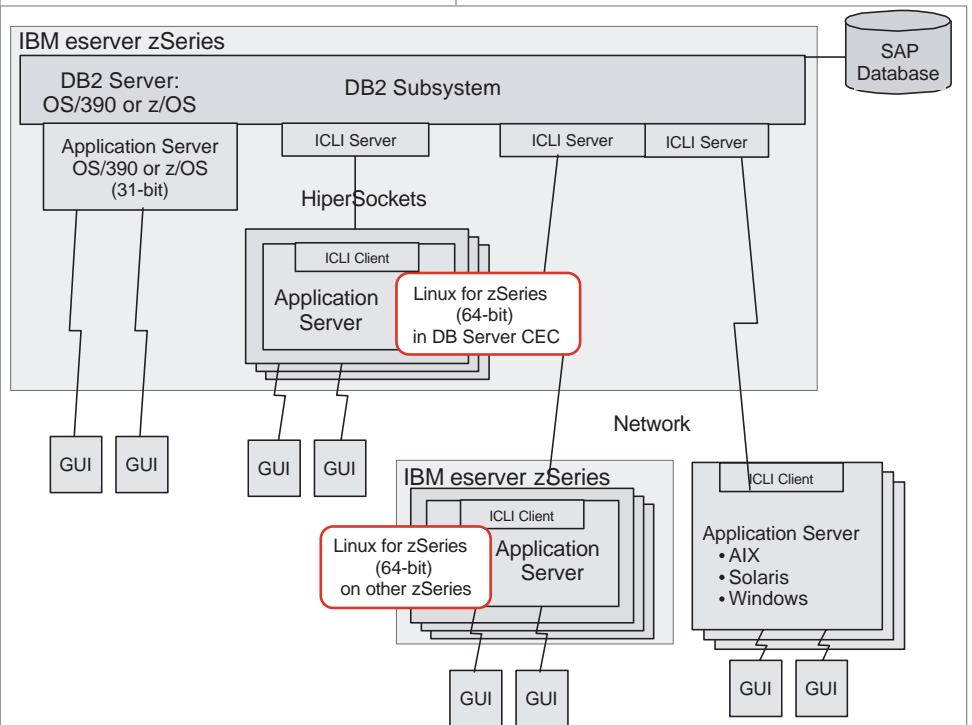 IBM eserver zSeries
SAP
Database
DB2 Server:
OS/390 or z/OS
DB2 Subsystem
Application Server
OS/390 or z/OS
(31-bit)
ICLI Server
ICLI Server
ICLI Server
HiperSockets
ICLI Client
Application
Server
Linux for zSeries
(64-bit)
in DB Server CEC
Network
GUI
GUI
GUI
GUI
IBM eserver zSeries
ICLI Client
Application
Server
Linux for zSeries
(64-bit)
on other zSeries
ICLI Client
Application Server
• AIX
• Solaris
• Windows
GUI
GUI
GUI
GUI